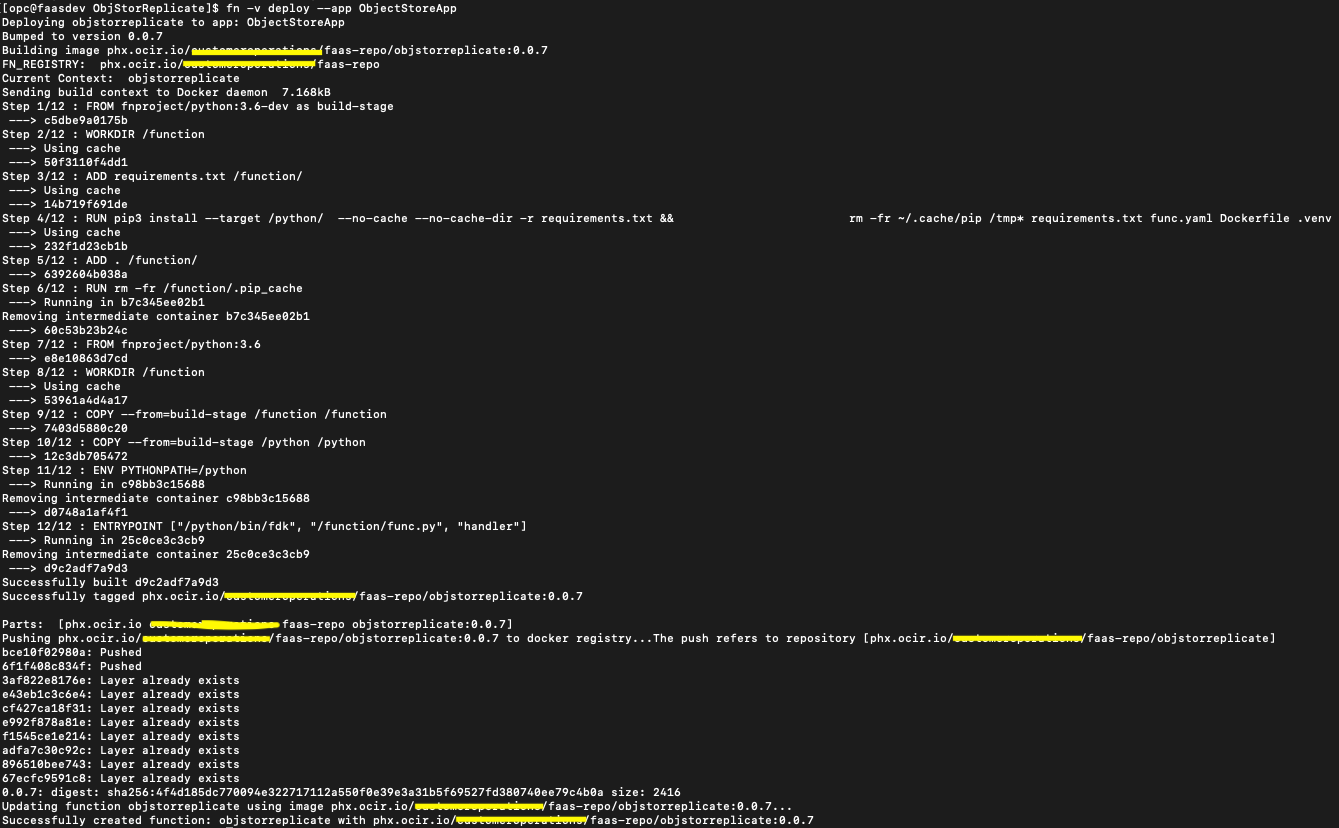 [opc@faasdev ObjStorReplicate]$ fn -v deploy --app ObjectStoreApp
Deploying objstorreplicate to app: ObjectStoreApp
Bumped to version 0.0.7
Building image phx.ocir.io/ /faas-repo/objstorreplicate:0.0.7
FN_REGISTRY:  phx.ocir.io/ /faas-repo
Current Context:  objstorreplicate
Sending build context to Docker daemon  7.168kB
Step 1/12 : FROM fnproject/python:3.6-dev as build-stage
 ---> c5dbe9a0175b
Step 2/12 : WORKDIR /function
 ---> Using cache
 ---> 50f3110f4dd1
Step 3/12 : ADD requirements.txt /function/
 ---> Using cache
 ---> 14b719f691de
Step 4/12 : RUN pip3 install --target /python/  --no-cache --no-cache-dir -r requirements.txt &&                         rm -fr ~/.cache/pip /tmp* requirements.txt func.yaml Dockerfile .venv
 ---> Using cache
 ---> 232f1d23cb1b
Step 5/12 : ADD . /function/
 ---> 6392604b038a
Step 6/12 : RUN rm -fr /function/.pip_cache
 ---> Running in b7c345ee02b1
Removing intermediate container b7c345ee02b1
 ---> 60c53b23b24c
Step 7/12 : FROM fnproject/python:3.6
 ---> e8e10863d7cd
Step 8/12 : WORKDIR /function
 ---> Using cache
 ---> 53961a4d4a17
Step 9/12 : COPY --from=build-stage /function /function
 ---> 7403d5880c20
Step 10/12 : COPY --from=build-stage /python /python
 ---> 12c3db705472
Step 11/12 : ENV PYTHONPATH=/python
 ---> Running in c98bb3c15688
Removing intermediate container c98bb3c15688
 ---> d0748a1af4f1
Step 12/12 : ENTRYPOINT ["/python/bin/fdk", "/function/func.py", "handler"]
 ---> Running in 25c0ce3c3cb9
Removing intermediate container 25c0ce3c3cb9
 ---> d9c2adf7a9d3
Successfully built d9c2adf7a9d3
Successfully tagged phx.ocir.io/ /faas-repo/objstorreplicate:0.0.7
Parts:  [phx.ocir.io faas-repo objstorreplicate:0.0.7]
Pushing phx.ocir.io/ /faas-repo/objstorreplicate:0.0.7 to docker registry...The push refers to repository [phx.ocir.io/ /faas-repo/objstorreplicate]
bce10f02980a: Pushed
6f1f408c834f: Pushed
3af822e8176e: Layer already exists
e43eb1c3c6e4: Layer already exists
cf427ca18f31: Layer already exists
e992f878a81e: Layer already exists
f1545ce1e214: Layer already exists
adfa7c30c92c: Layer already exists
896510bee743: Layer already exists
67ecfc9591c8: Layer already exists
0.0.7: digest: sha256:4f4d185dc770094e322717112a550f0e39e3a31b5f69527fd380740ee79c4b0a size: 2416
Updating function objstorreplicate using image phx.ocir.io/ /faas-repo/objstorreplicate:0.0.7...
Successfully created function: objstorreplicate with phx.ocir.io/ /faas-repo/objstorreplicate:0.0.7